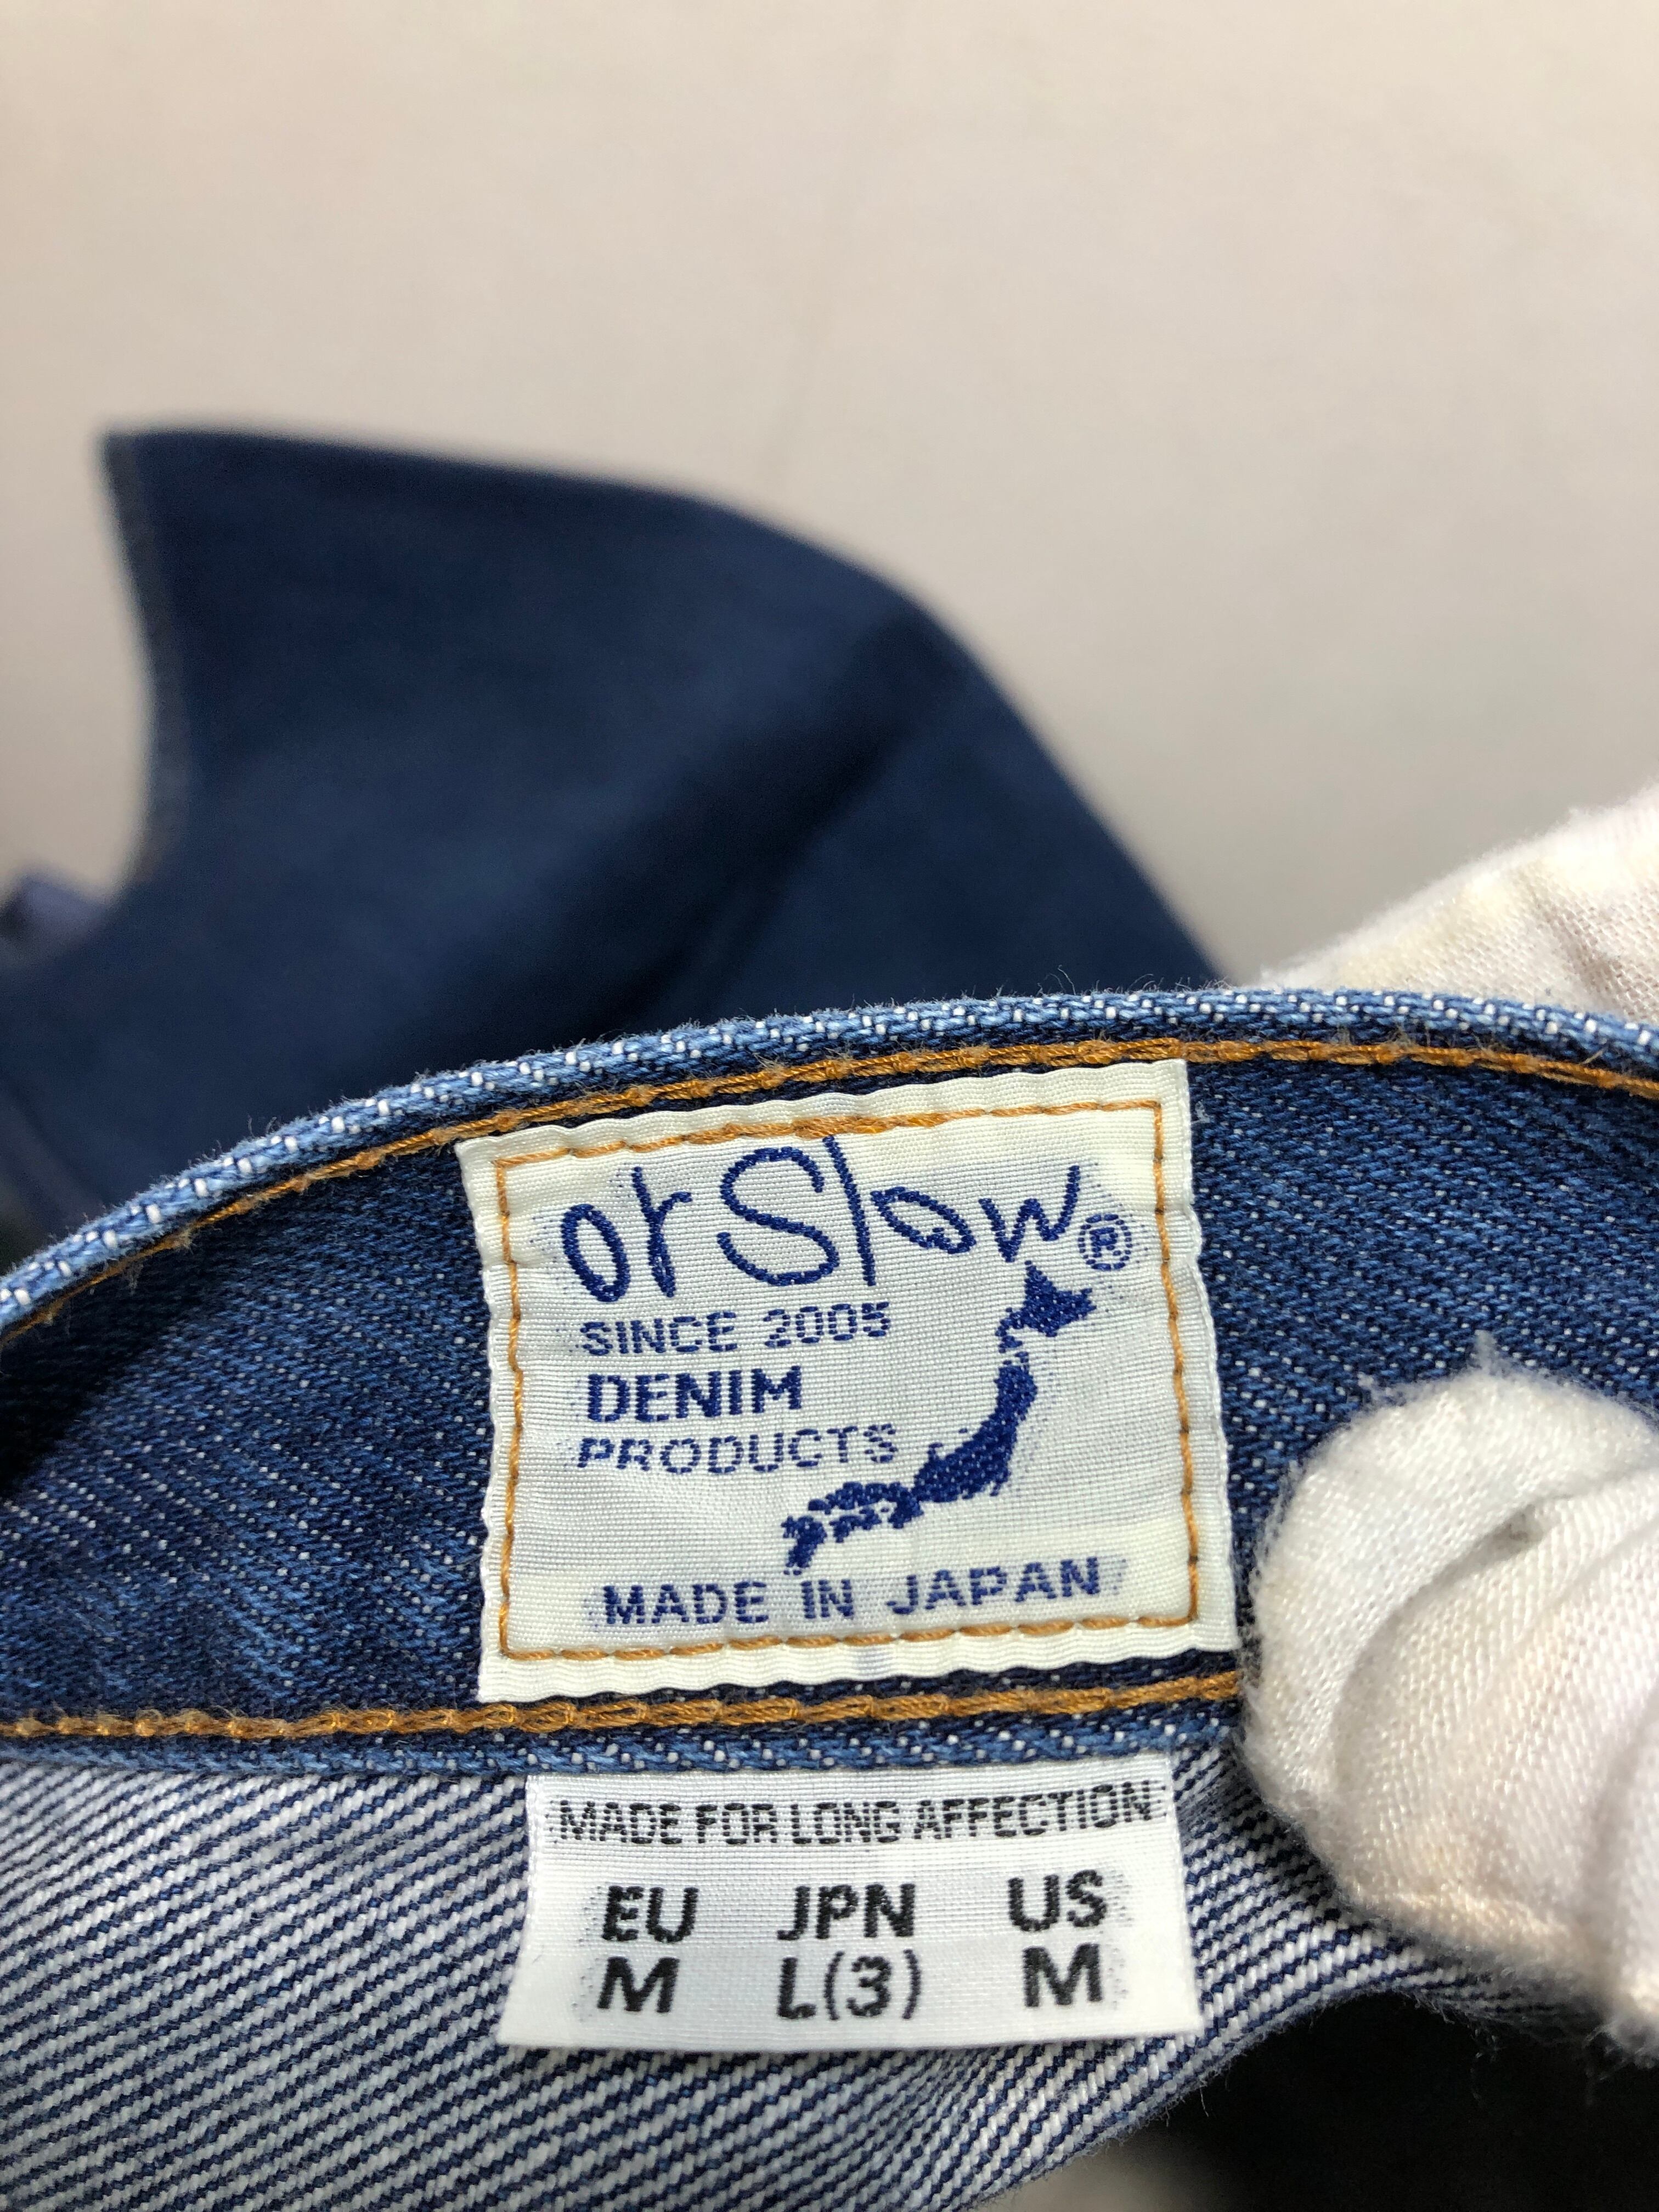 orSlow®
SINCE 2005
DENIM
PRODUCTS
MADE IN JAPAN
MADE FOR LONG AFFECTION
EU JPN US
M L(3) M